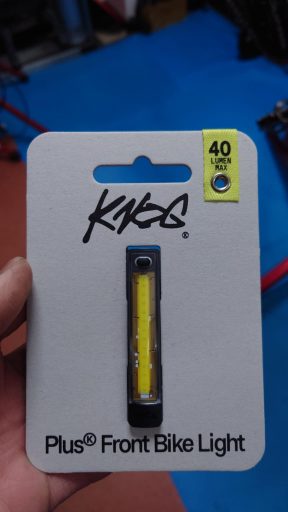 40
LUMEN
MAX
KNOG®
Plus® Front Bike Light